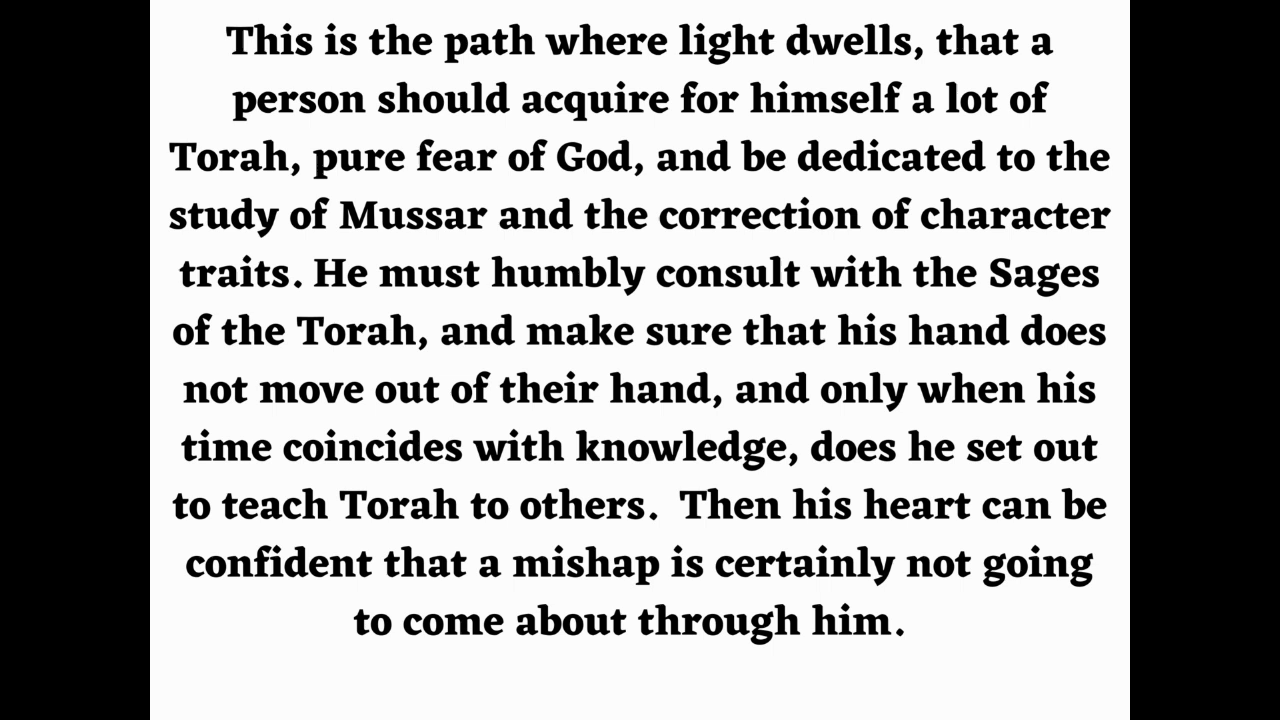 This is the path where light dwells, that a
person should acquire for himself a lot of
Torah, pure fear of God, and be dedicated to the
study of Mussar and the correction of character
traits. He must humbly consult with the Sages
of the Torah, and make sure that his hand does
not move out of their hand, and only when his
time coincides with knowledge, does he set out
to teach Torah to others.  Then his heart can be
confident that a mishap is certainly not going
to come about through him.